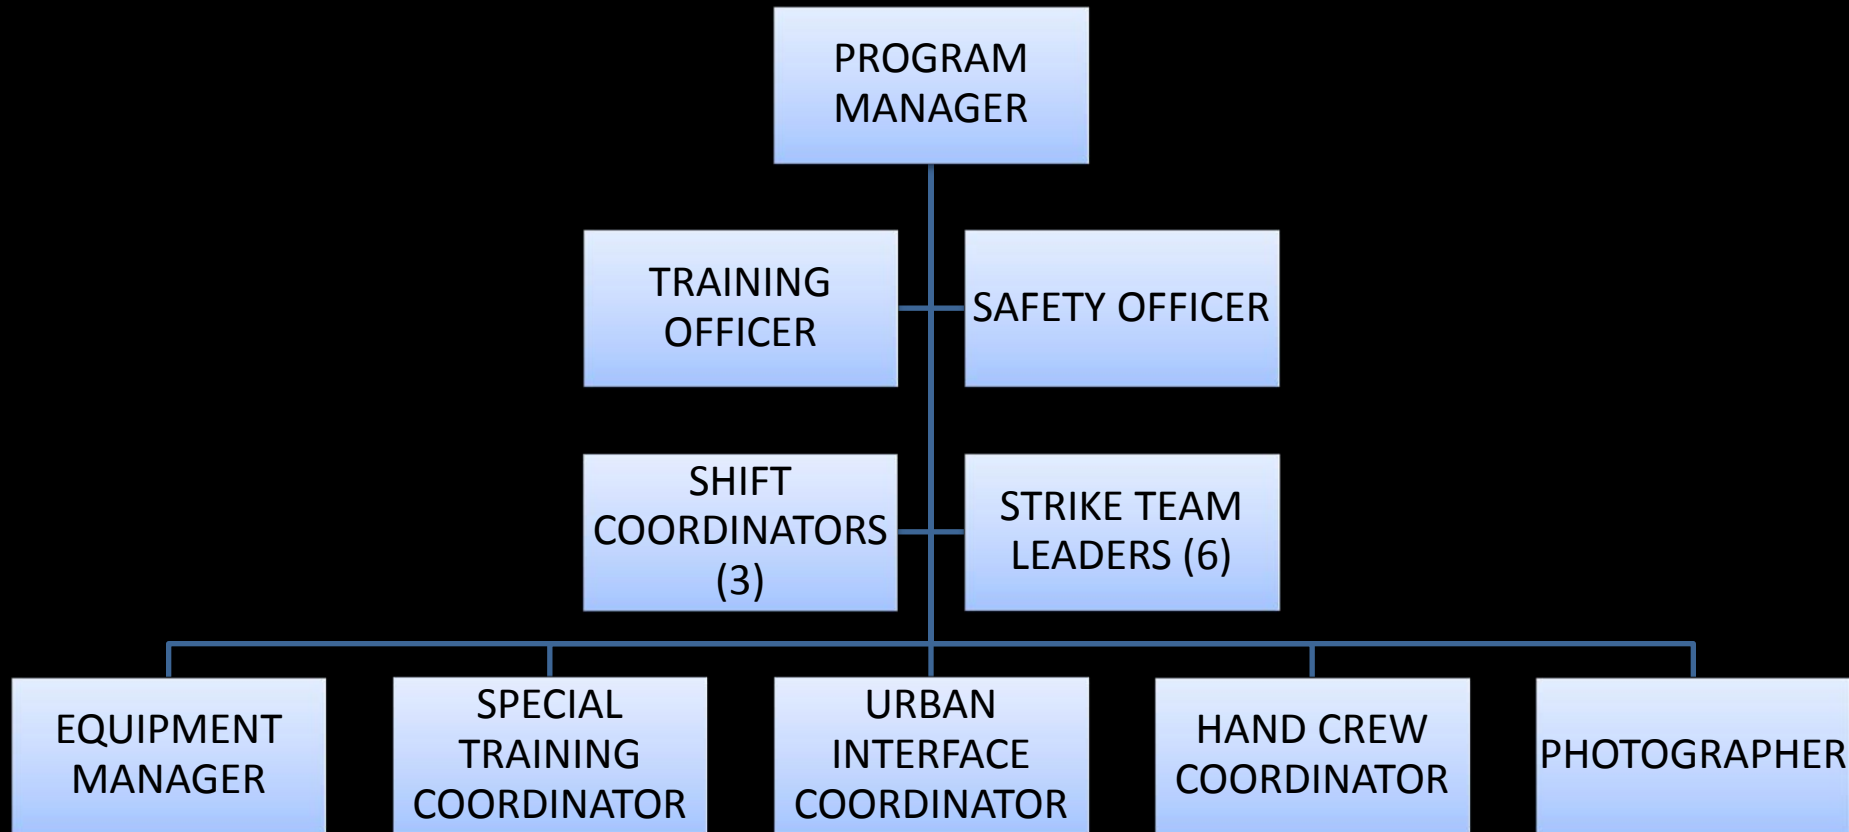 PROGRAM
MANAGER
TRAINING
OFFICER
SAFETY OFFICER
SHIFT
COORDINATORS
(3)
STRIKE TEAM
LEADERS (6)
EQUIPMENT
MANAGER
SPECIAL
TRAINING
COORDINATOR
URBAN
INTERFACE
COORDINATOR
HAND CREW
COORDINATOR
PHOTOGRAPHER